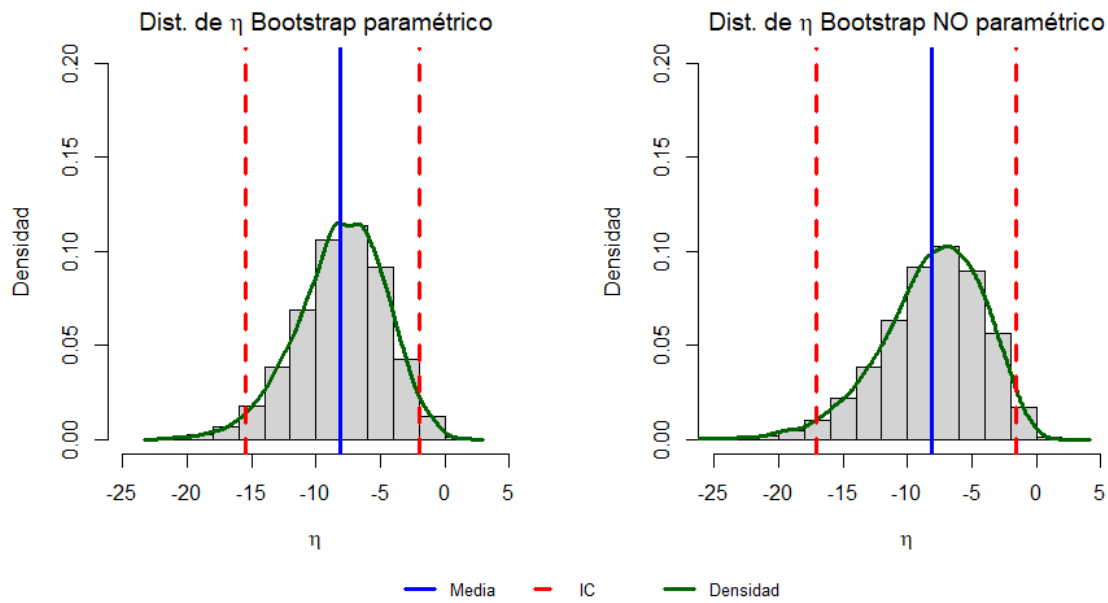 Dist. de η Bootstrap paramétrico
Densidad
0.20
0.15
0.10
0.05
0.00
-25 -20 -15 -10 -5 0 5
η
Dist. de η Bootstrap NO paramétrico
Densidad
0.20
0.15
0.10
0.05
0.00
-25 -20 -15 -10 -5 0 5
η
Media IC Densidad